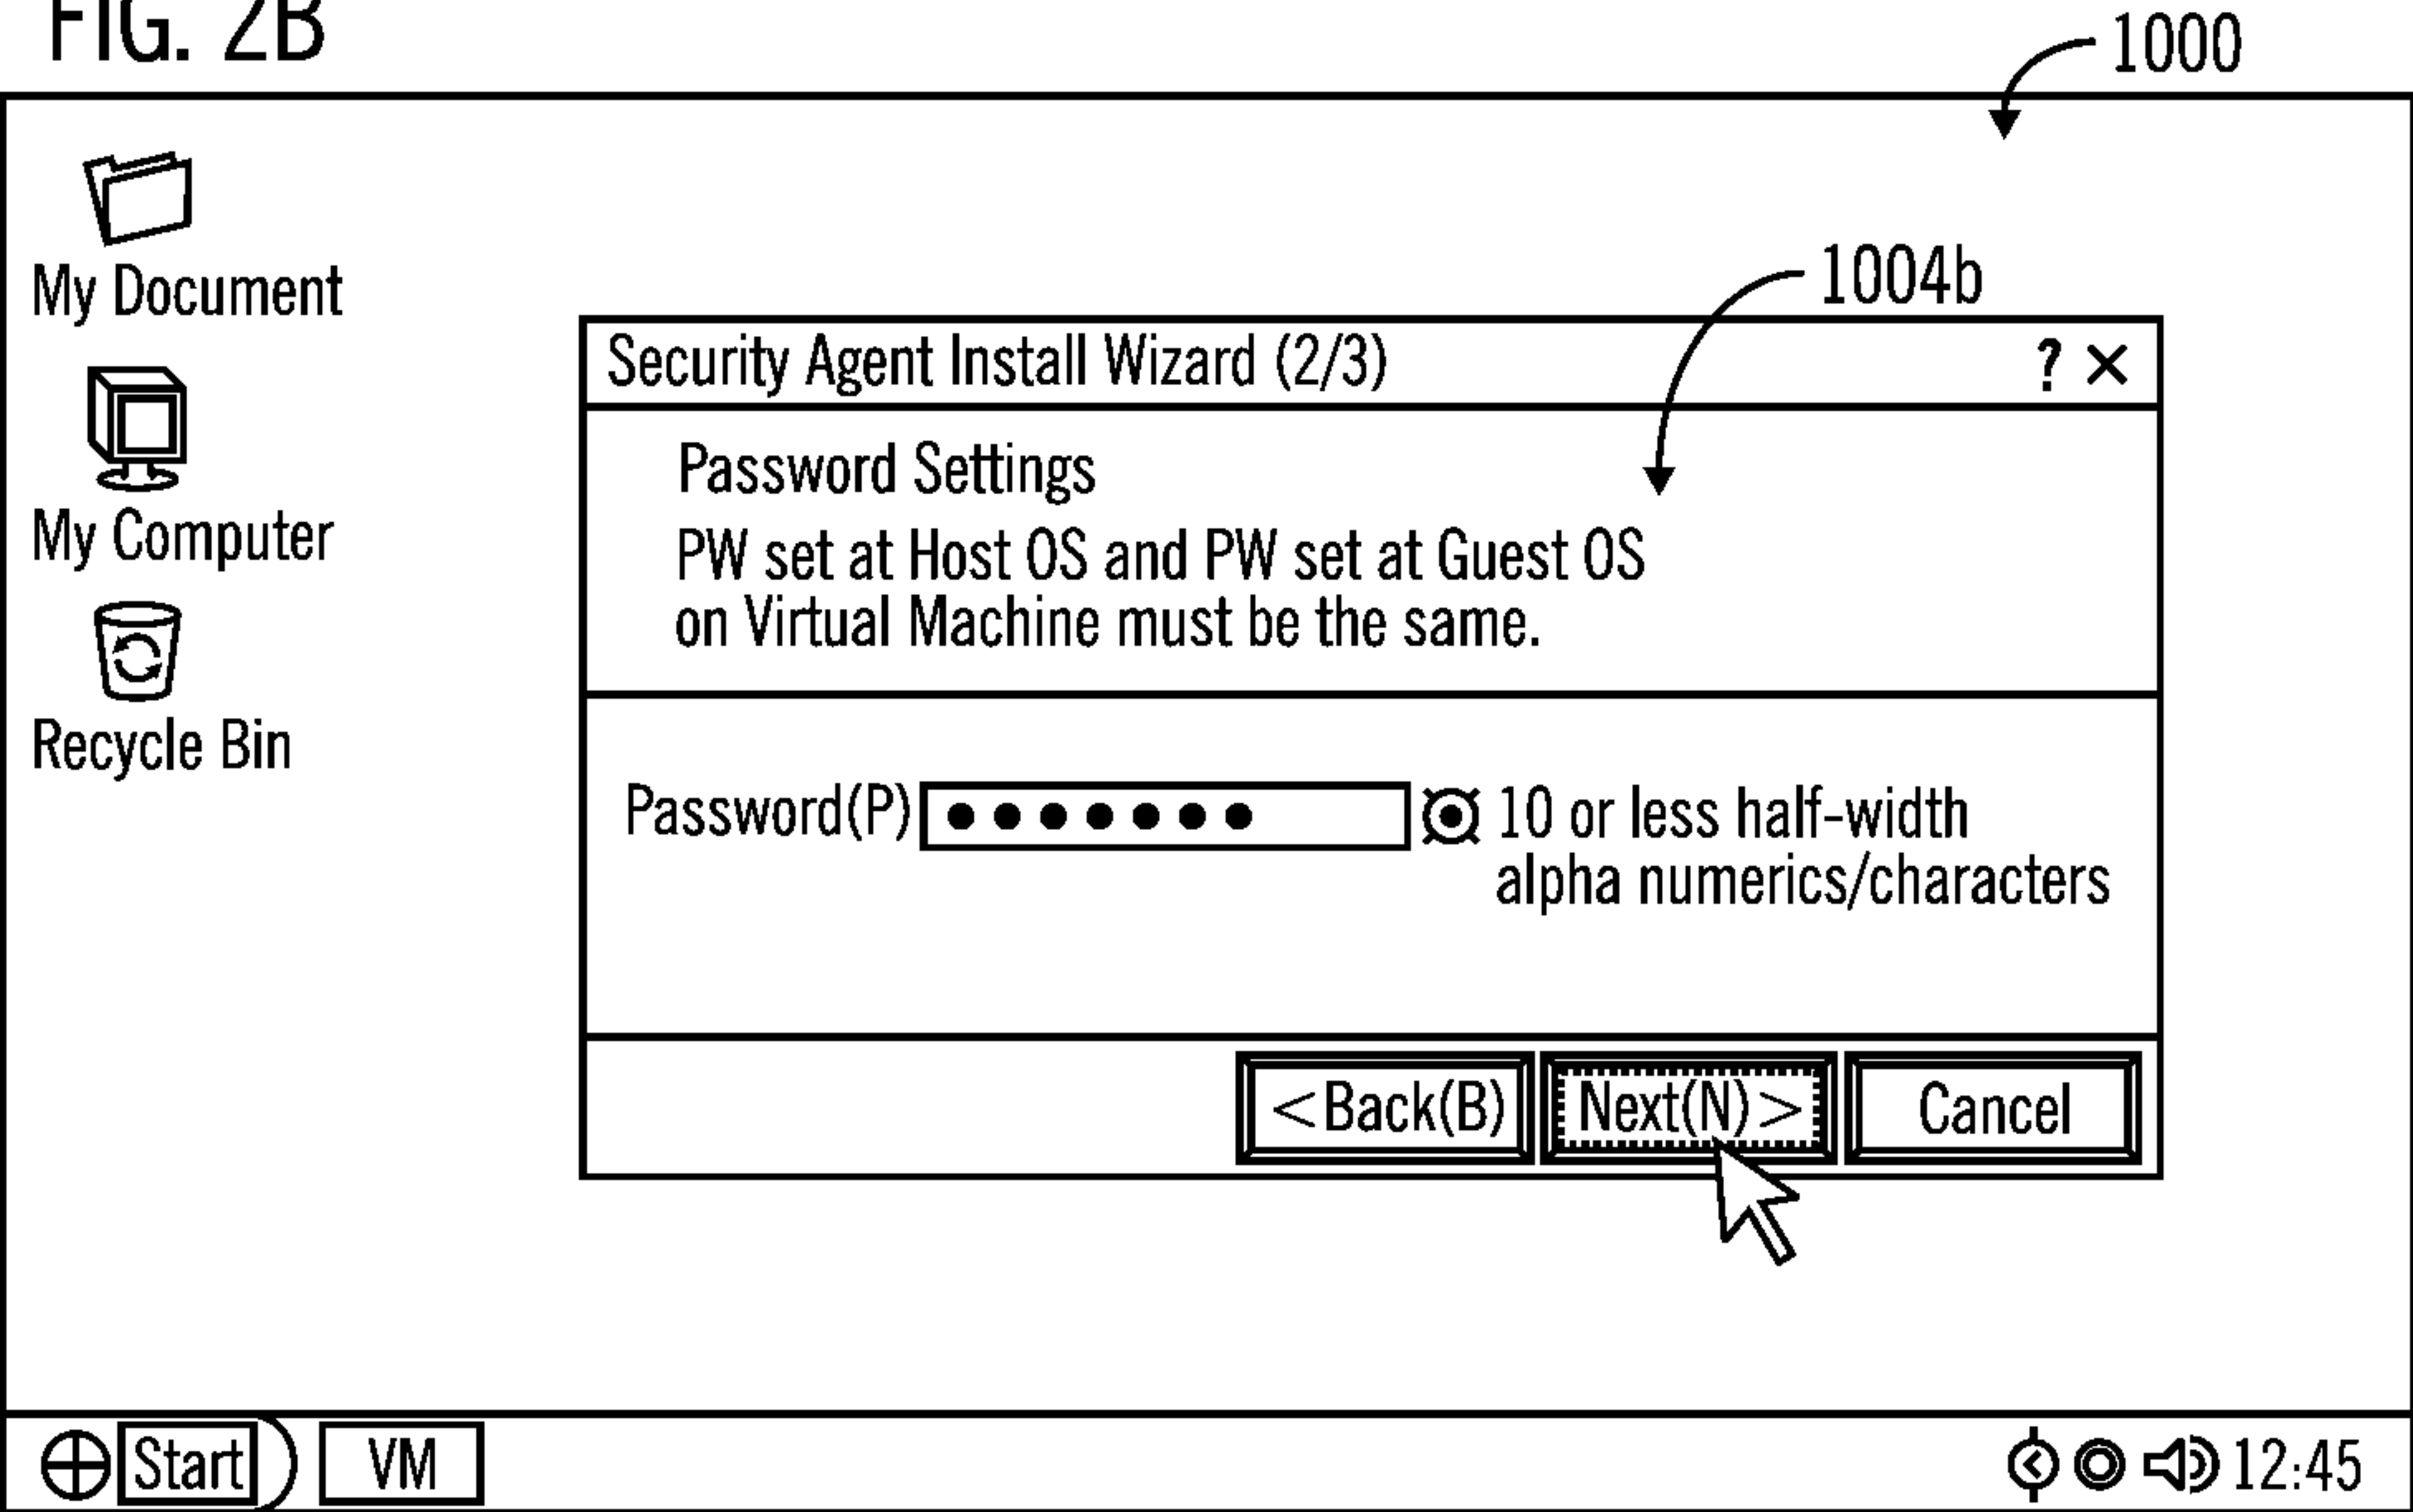 FIG. 2B
1000
My Document
My Computer
Recycle Bin
1004b
Security Agent Install Wizard (2/3) ? ×
Password Settings
PW set at Host OS and PW set at Guest OS
on Virtual Machine must be the same.
Password(P) ●●●●●●● 10 or less half-width
alpha numerics/characters
<Back(B) Next(N)> Cancel
Start VM 12:45